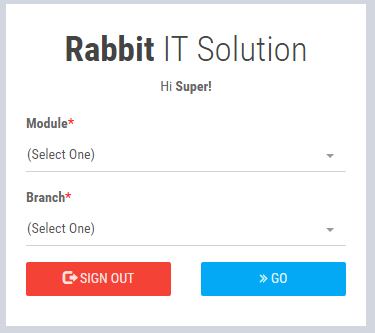 Rabbit IT Solution
Hi Super!
Module*
(Select One)
Branch*
(Select One)
SIGN OUT
GO